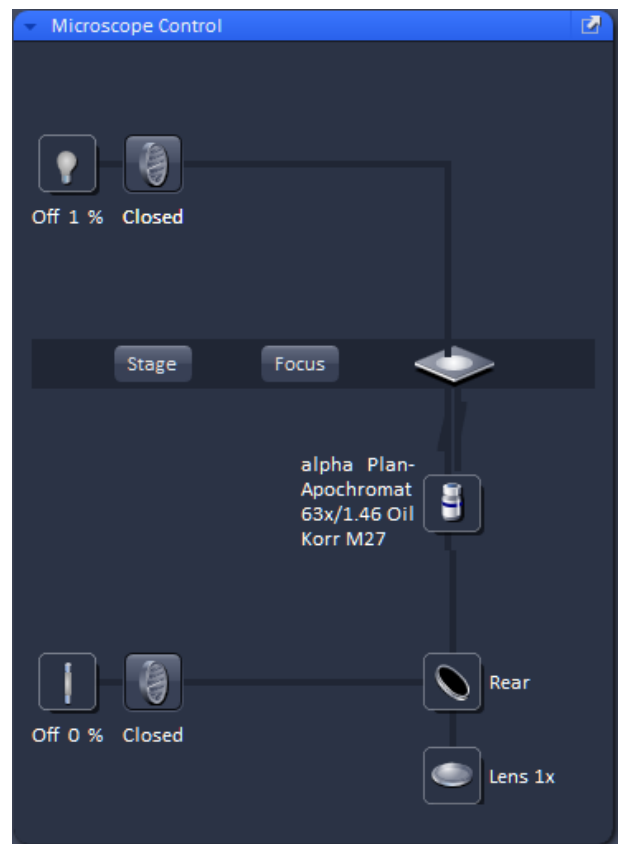 Microscope Control
Off 1 % Closed
Stage Focus
alpha Plan-
Apochromat
63x/1.46 Oil
Korr M27
Rear
Off 0 % Closed
Lens 1x